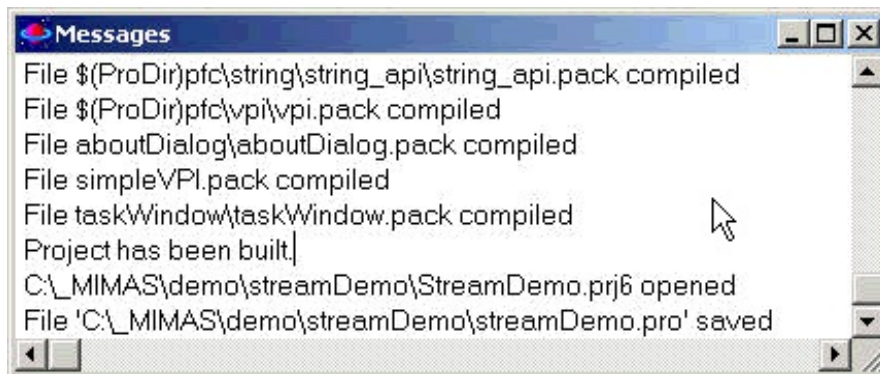 Messages
File $(ProDir)pfc\string\string_api\string_api.pack compiled
File $(ProDir)pfc\vpi\vpi.pack compiled
File aboutDialog\aboutDialog.pack compiled
File simpleVPI.pack compiled
File taskWindow\taskWindow.pack compiled
Project has been built.
C:\_MIMAS\demo\streamDemo\StreamDemo.prj6 opened
File 'C:\_MIMAS\demo\streamDemo\streamDemo.pro' saved